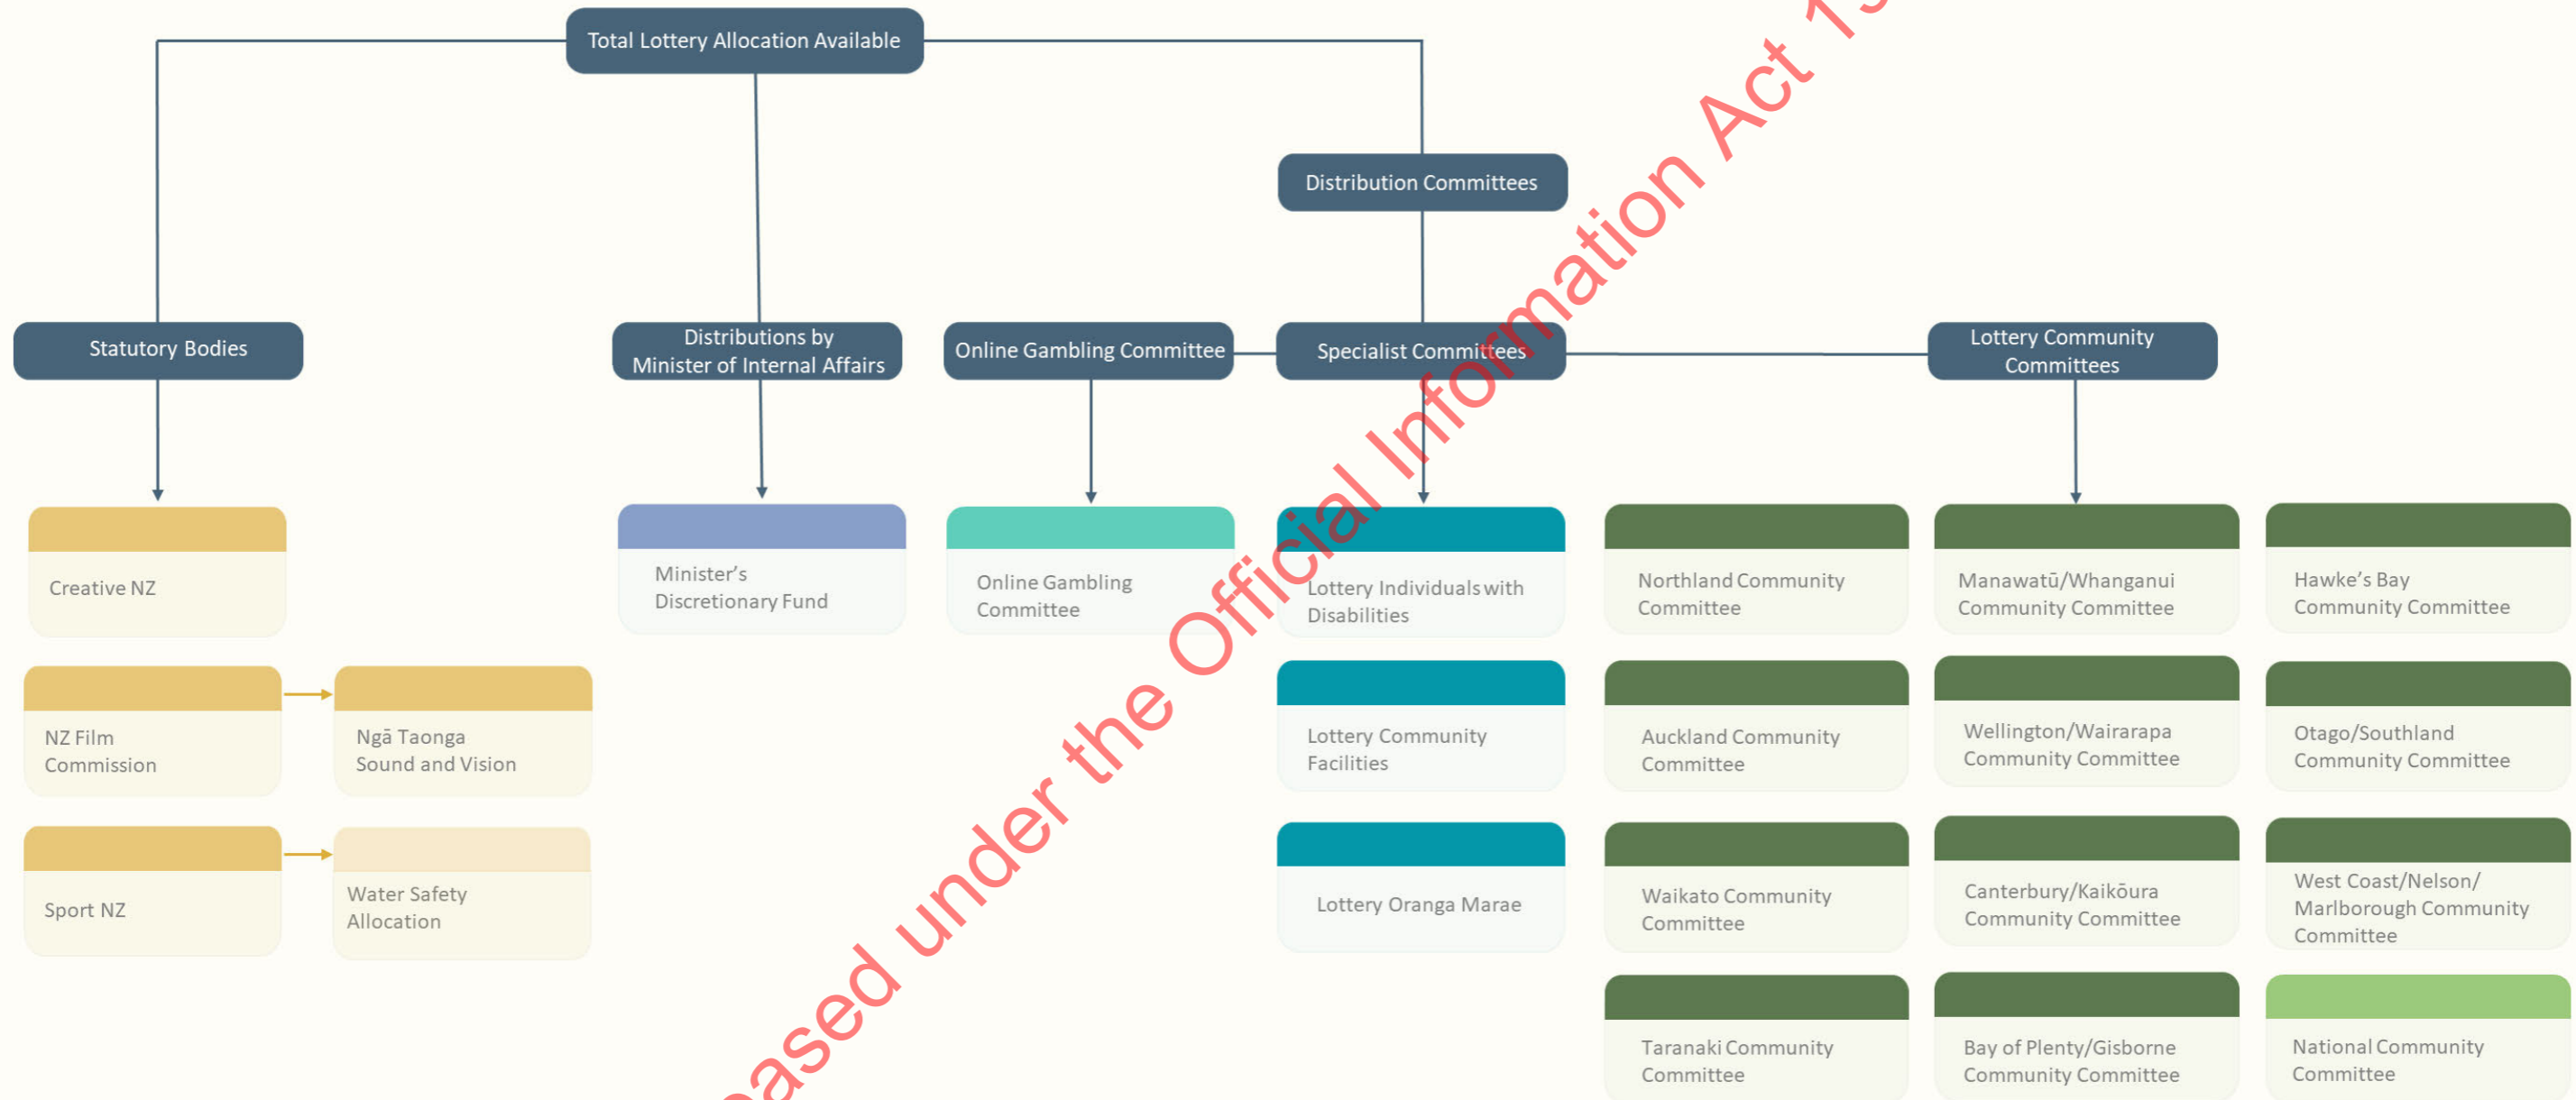 Total Lottery Allocation Available
Distribution Committees
Statutory Bodies
Distributions by
Minister of Internal Affairs
Online Gambling Committee
Specialist Committees
Lottery Community
Committees
Creative NZ
NZ Film
Commission
Ngā Taonga
Sound and Vision
Sport NZ
Water Safety
Allocation
Minister's
Discretionary Fund
Online Gambling
Committee
Lottery Individuals with
Disabilities
Lottery Community
Facilities
Lottery Oranga Marae
Northland Community
Committee
Auckland Community
Committee
Waikato Community
Committee
Taranaki Community
Committee
Manawatū/Whanganui
Community Committee
Wellington/Wairarapa
Community Committee
Canterbury/Kaikōura
Community Committee
Bay of Plenty/Gisborne
Community Committee
Hawke's Bay
Community Committee
Otago/Southland
Community Committee
West Coast/Nelson/
Marlborough Community
Committee
National Community
Committee
under the Official Information Act